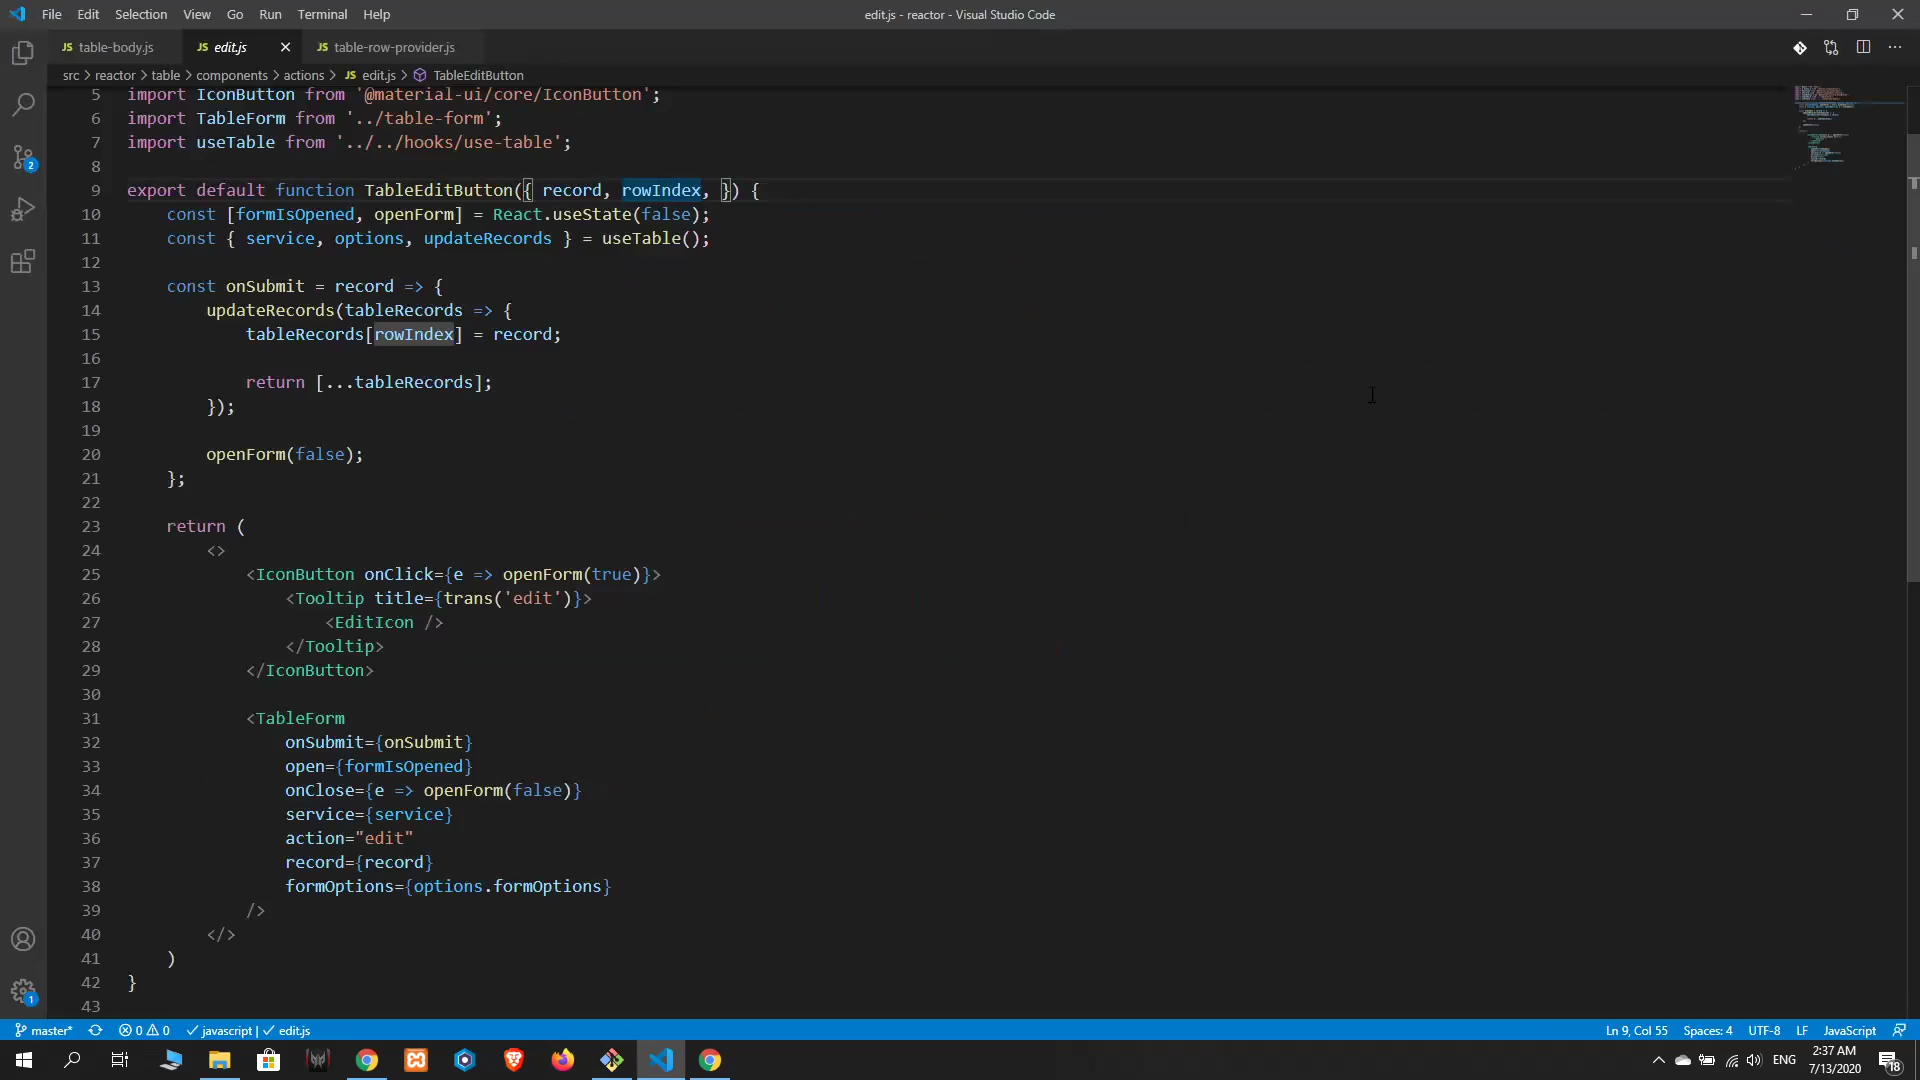 File Edit Selection View Go Run Terminal Help
edit.js - reactor - Visual Studio Code
JS table-body.js
JS edit.js
JS table-row-provider.js
src > reactor > table > components > actions > JS edit.js > TableEditButton
5 import IconButton from '@material-ui/core/IconButton';
6 import TableForm from '../table-form';
7 import useTable from '../../hooks/use-table';
8
9 export default function TableEditButton({ record, rowIndex, }) {
10 const [formIsOpened, openForm] = React.useState(false);
11 const { service, options, updateRecords } = useTable();
12
13 const onSubmit = record => {
14 updateRecords(tableRecords => {
15 tableRecords[rowIndex] = record;
16
17 return [...tableRecords];
18 });
19
20 openForm(false);
21 };
22
23 return (
24 <>
25 <IconButton onClick={e => openForm(true)}>
26 <Tooltip title={trans('edit')}>
27 <EditIcon />
28 </Tooltip>
29 </IconButton>
30
31 <TableForm
32 onSubmit={onSubmit}
33 open={formIsOpened}
34 onClose={e => openForm(false)}
35 service={service}
36 action="edit"
37 record={record}
38 formOptions={options.formOptions}
39 />
40 </>
41 )
42 }
43
2
1
master* 0 0 javascript | edit.js
Ln 9, Col 55 Spaces: 4 UTF-8 LF JavaScript
ENG
2:37 AM
7/13/2020
18